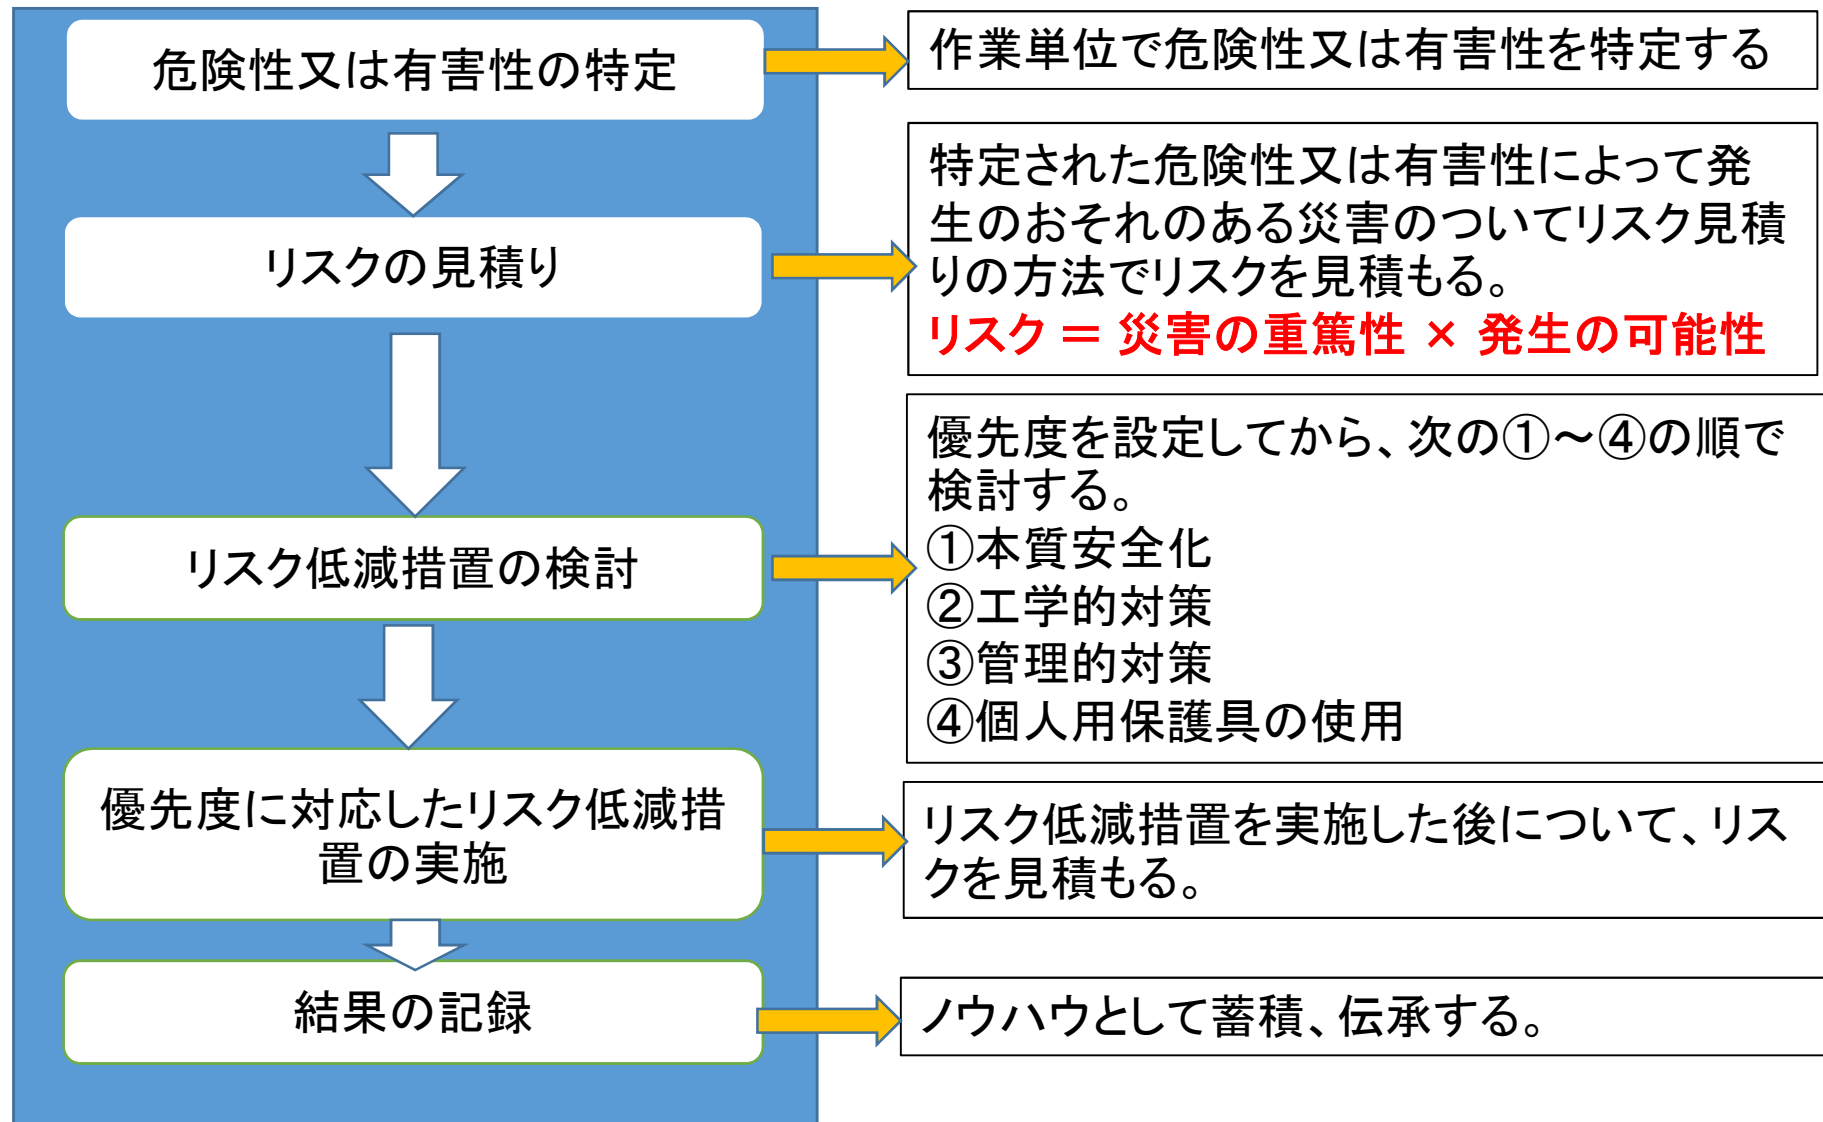 危険性又は有害性の特定
作業単位で危険性又は有害性を特定する
リスクの見積り
特定された危険性又は有害性によって発
生のおそれのある災害のついてリスク見積
りの方法でリスクを見積もる。
リスク = 災害の重篤性 × 発生の可能性
リスク低減措置の検討
優先度を設定してから、次の①～④の順で
検討する。
①本質安全化
②工学的対策
③管理的対策
④個人用保護具の使用
優先度に対応したリスク低減措
置の実施
リスク低減措置を実施した後について、リス
クを見積もる。
結果の記録
ノウハウとして蓄積、伝承する。